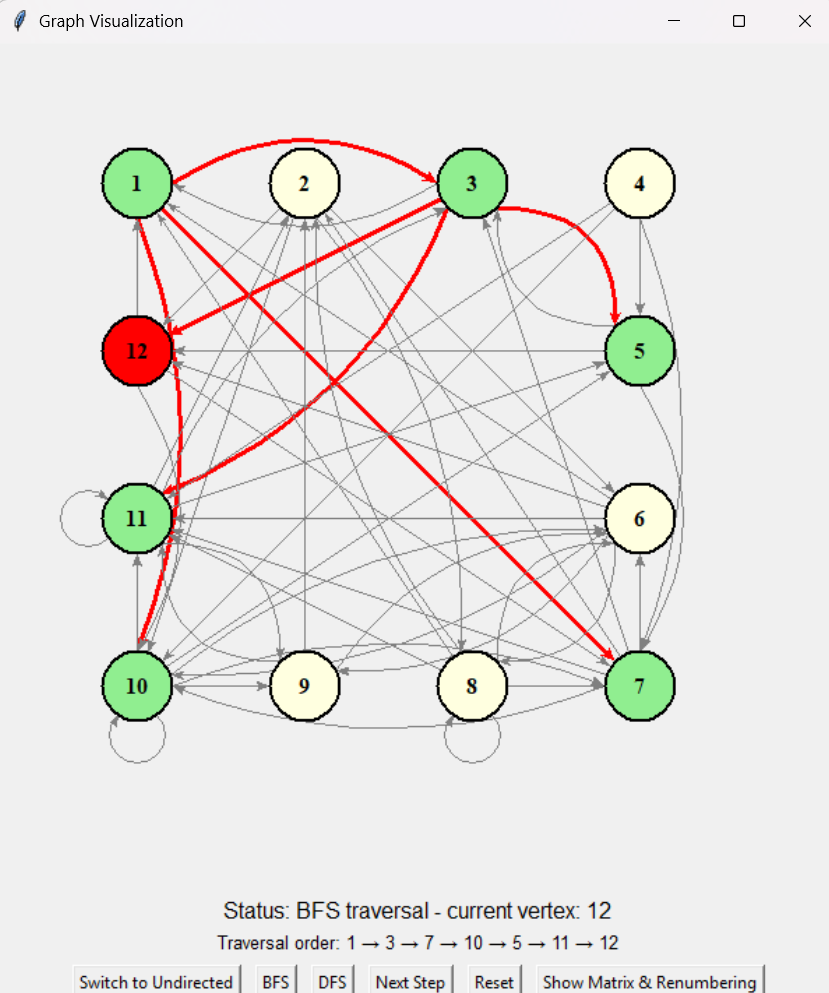 Graph Visualization
1 2 3 4
12 5
11 6
10 9 8 7
Status: BFS traversal - current vertex: 12
Traversal order: 1 → 3 → 7 → 10 → 5 → 11 → 12
Switch to Undirected BFS DFS Next Step Reset Show Matrix & Renumbering